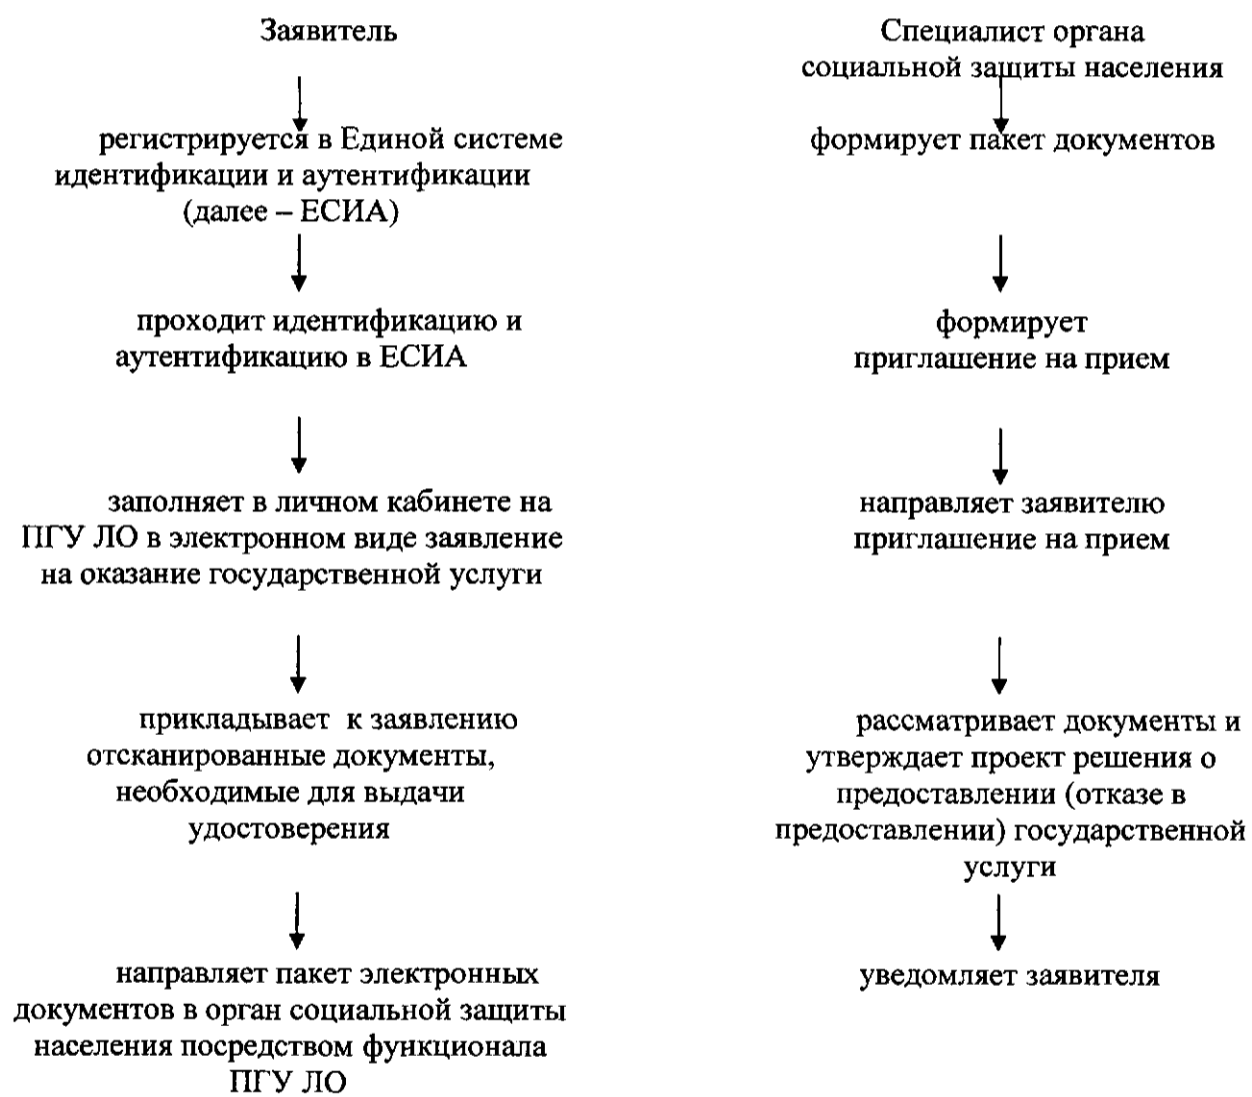 Заявитель
регистрируется в Единой системе
идентификации и аутентификации
(далее – ЕСИА)
проходит идентификацию и
аутентификацию в ЕСИА
заполняет в личном кабинете на
ПГУ ЛО в электронном виде заявление
на оказание государственной услуги
прикладывает к заявлению
отсканированные документы,
необходимые для выдачи
удостоверения
направляет пакет электронных
документов в орган социальной защиты
населения посредством функционала
ПГУ ЛО
Специалист органа
социальной защиты населения
формирует пакет документов
формирует
приглашение на прием
направляет заявителю
приглашение на прием
рассматривает документы и
утверждает проект решения о
предоставлении (отказе в
предоставлении) государственной
услуги
уведомляет заявителя